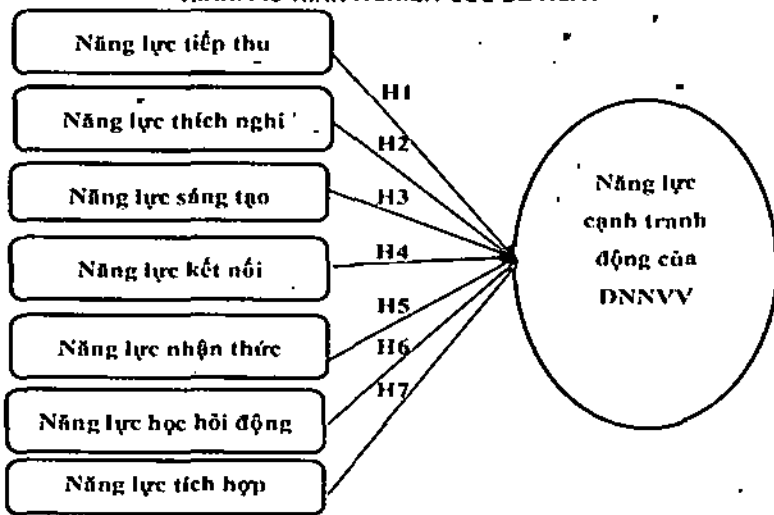 Năng lực tiếp thu
H1
Năng lực thích nghi
H2
Năng lực sáng tạo
H3
Năng lực kết nối
H4
Năng lực nhận thức
H5
Năng lực học hỏi động
H6
Năng lực tích hợp
H7
Năng lực
cạnh tranh
động của
DNNVV